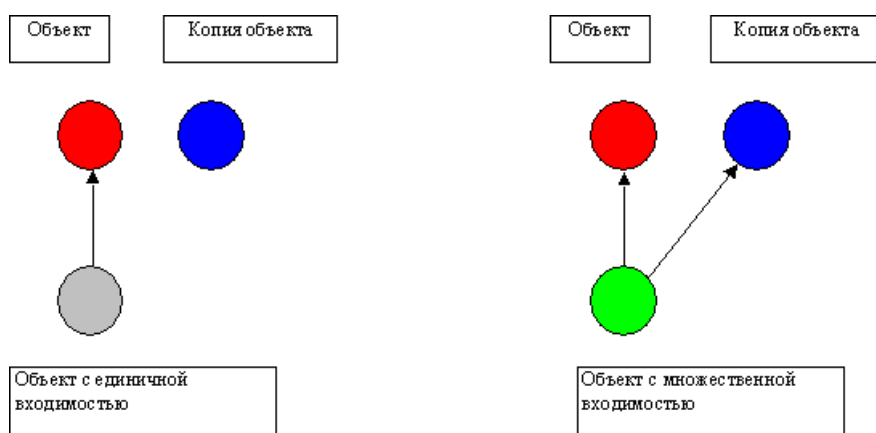 Объект
Копия объекта
Объект
Копия объекта
Объект с единичной
входимостью
Объект с множественной
входимостью